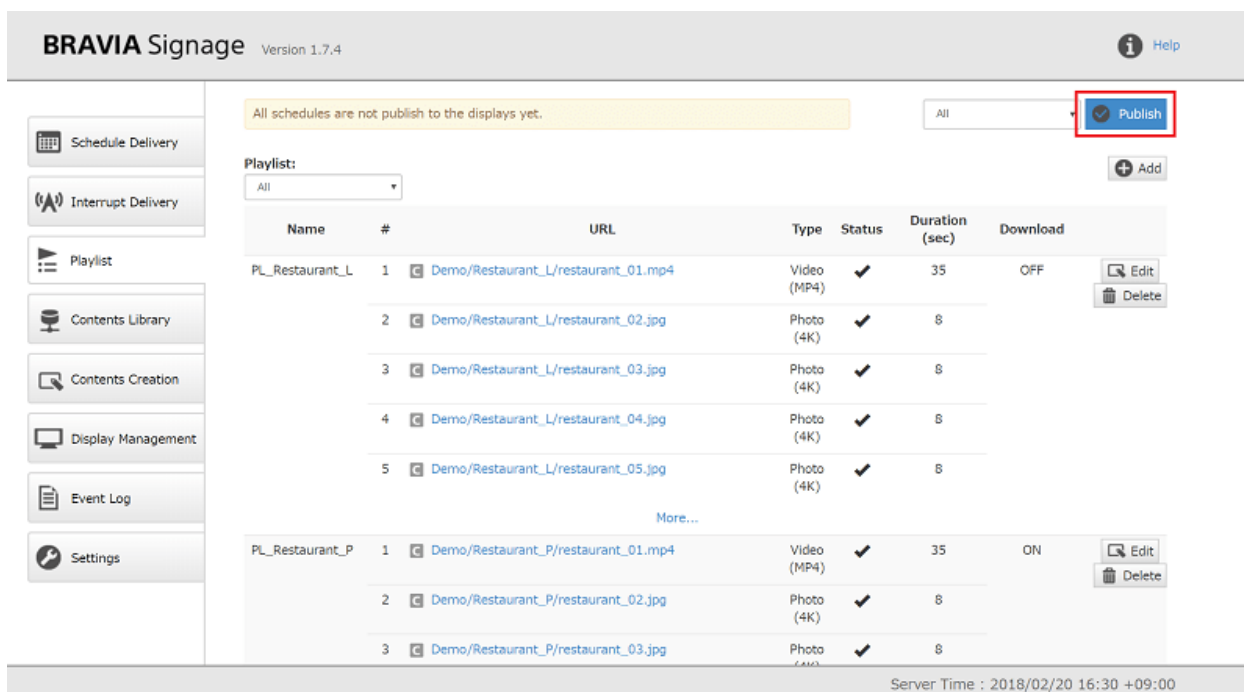 BRAVIA Signage Version 1.7.4
Help
All schedules are not publish to the displays yet.
All
Publish
Schedule Delivery
Interrupt Delivery
Playlist
Contents Library
Contents Creation
Display Management
Event Log
Settings
Playlist:
All
Add
Name # URL Type Status Duration (sec) Download
PL_Restaurant_L 1 C Demo/Restaurant_L/restaurant_01.mp4 Video (MP4) 35 OFF Edit
Delete
2 C Demo/Restaurant_L/restaurant_02.jpg Photo (4K) 8
3 C Demo/Restaurant_L/restaurant_03.jpg Photo (4K) 8
4 C Demo/Restaurant_L/restaurant_04.jpg Photo (4K) 8
5 C Demo/Restaurant_L/restaurant_05.jpg Photo (4K) 8
More...
PL_Restaurant_P 1 C Demo/Restaurant_P/restaurant_01.mp4 Video (MP4) 35 ON Edit
Delete
2 C Demo/Restaurant_P/restaurant_02.jpg Photo (4K) 8
3 C Demo/Restaurant_P/restaurant_03.jpg Photo 8
Server Time : 2018/02/20 16:30 +09:00